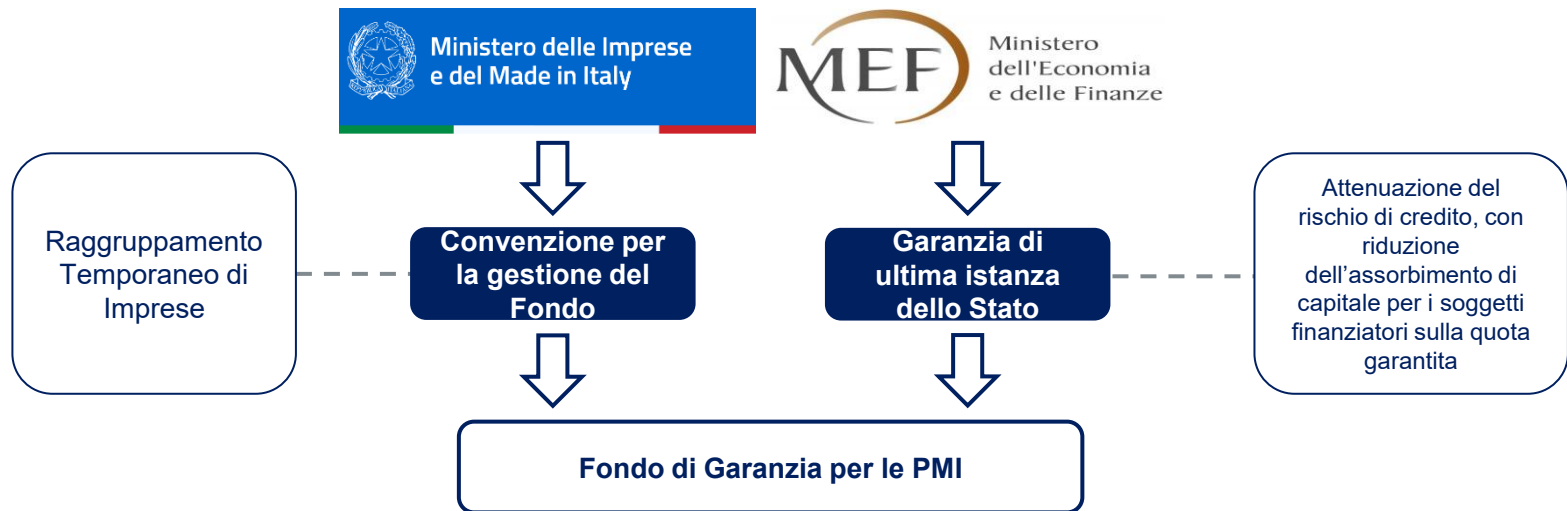 Ministero delle Imprese
e del Made in Italy
MEF
Ministero
dell'Economia
e delle Finanze
Raggruppamento
Temporaneo di
Imprese
Convenzione per
la gestione del
Fondo
Garanzia di
ultima istanza
dello Stato
Attenuazione del
rischio di credito, con
riduzione
dell’assorbimento di
capitale per i soggetti
finanziatori sulla quota
garantita
Fondo di Garanzia per le PMI